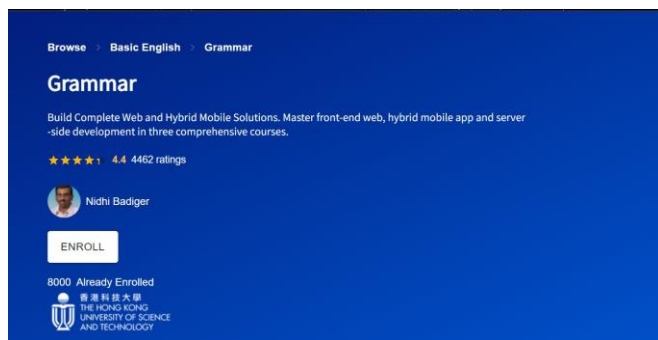 Browse > Basic English > Grammar
Grammar
Build Complete Web and Hybrid Mobile Solutions. Master front-end web, hybrid mobile app and server
-side development in three comprehensive courses.
4.4 4462 ratings
Nidhi Badiger
ENROLL
8000 Already Enrolled
香港科技大學
THE HONG KONG
UNIVERSITY OF SCIENCE
AND TECHNOLOGY